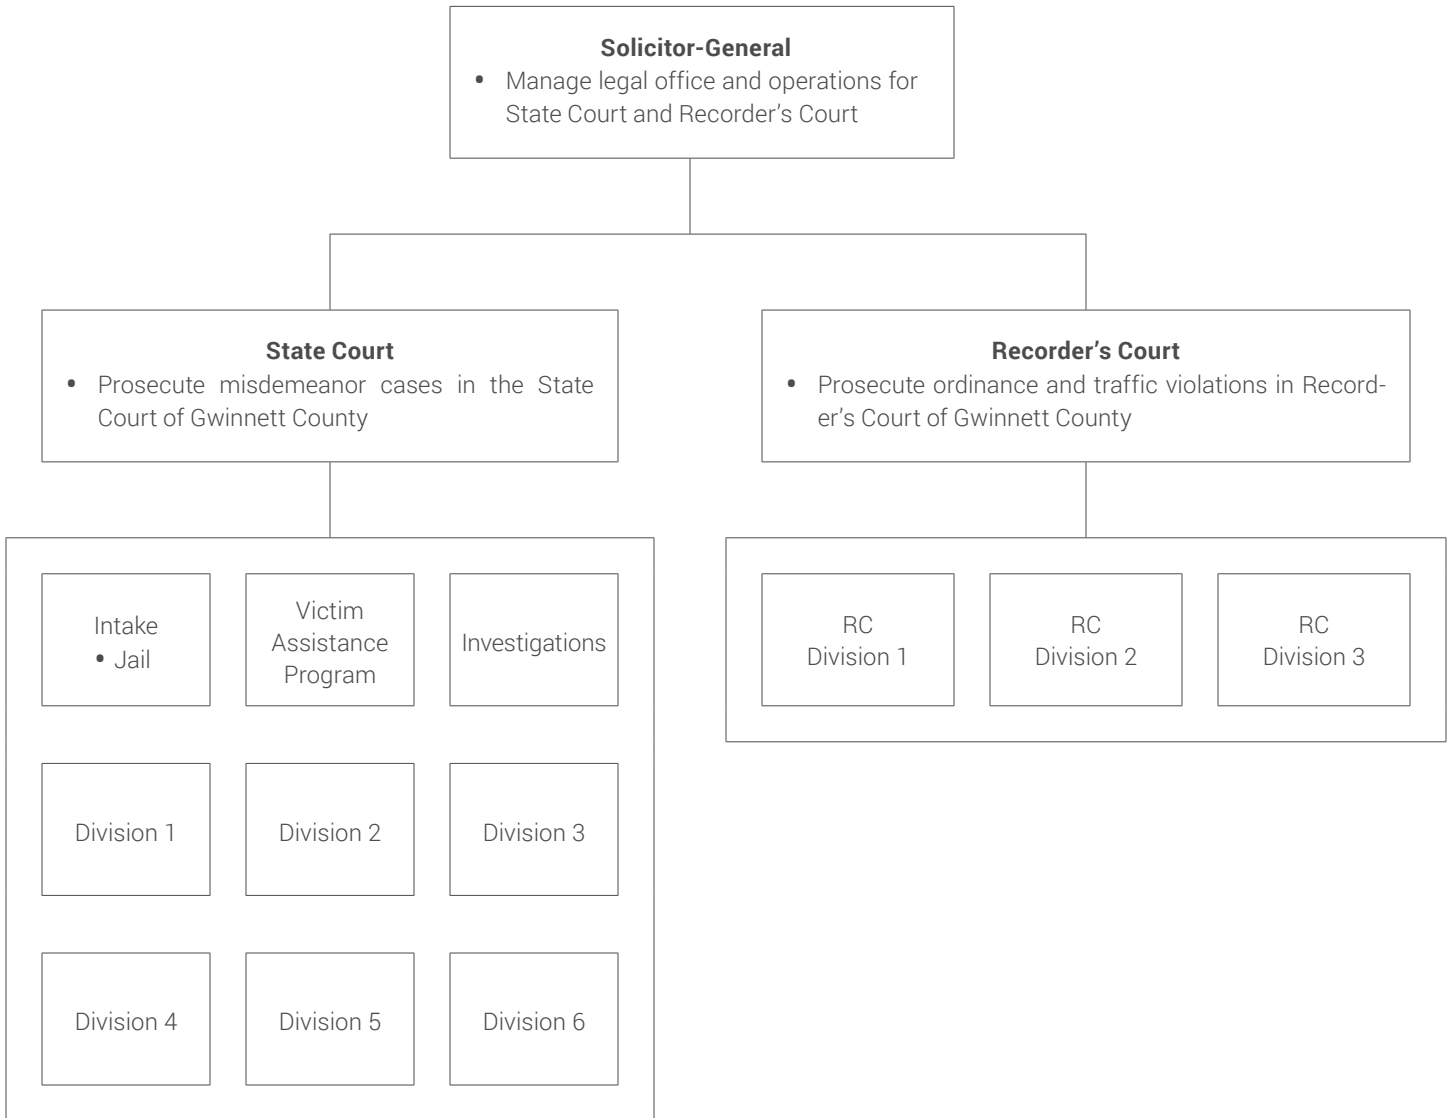 Solicitor-General
• Manage legal office and operations for
State Court and Recorder's Court
State Court
• Prosecute misdemeanor cases in the State
Court of Gwinnett County
Recorder's Court
• Prosecute ordinance and traffic violations in Record-
er's Court of Gwinnett County
Intake
• Jail
Victim
Assistance
Program
Investigations
Division 1
Division 2
Division 3
Division 4
Division 5
Division 6
RC
Division 1
RC
Division 2
RC
Division 3